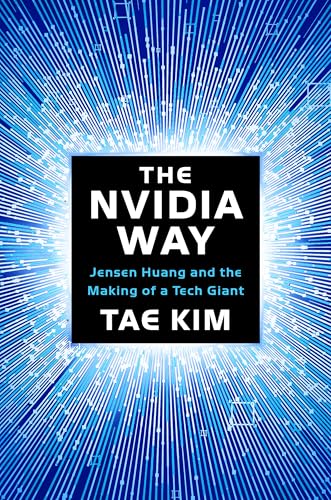 THE
NVIDIA
WAY
Jensen Huang and the
Making of a Tech Giant
TAE KIM